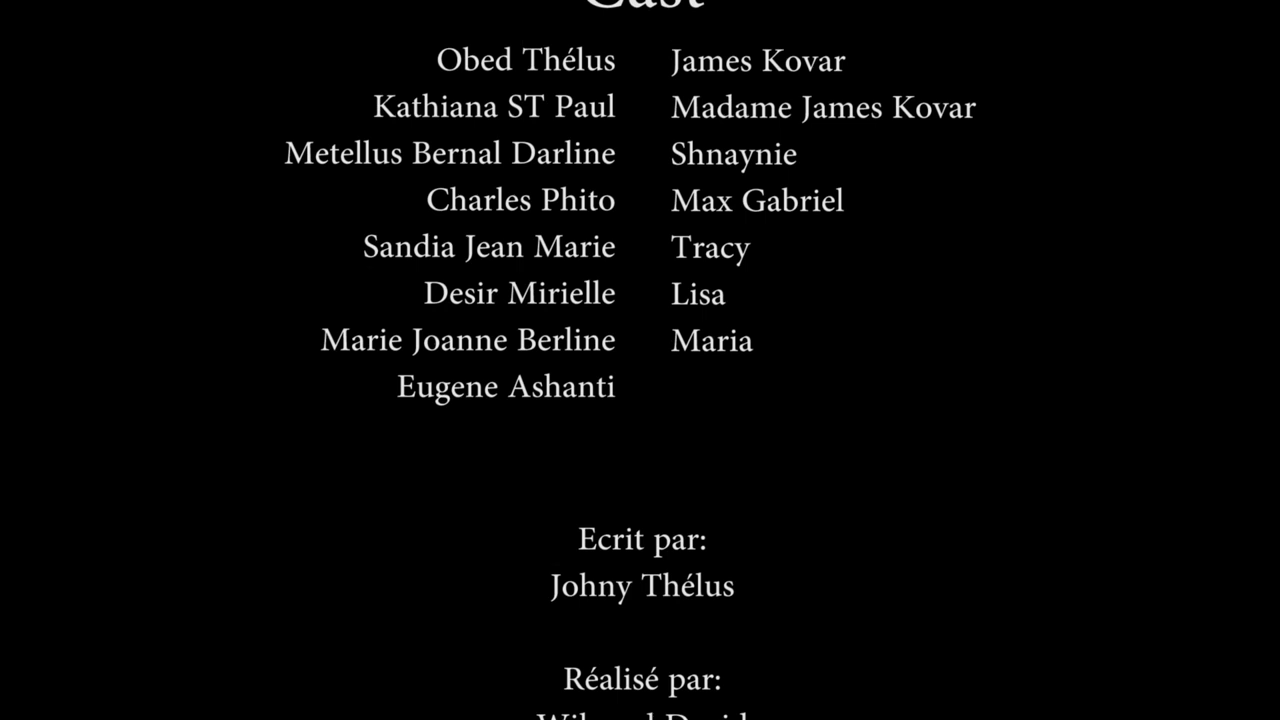 Cast
Obed Thélus James Kovar
Kathiana ST Paul Madame James Kovar
Metellus Bernal Darline Shnaynie
Charles Phito Max Gabriel
Sandia Jean Marie Tracy
Desir Mirielle Lisa
Marie Joanne Berline Maria
Eugene Ashanti
Ecrit par:
Johny Thélus
Réalisé par: